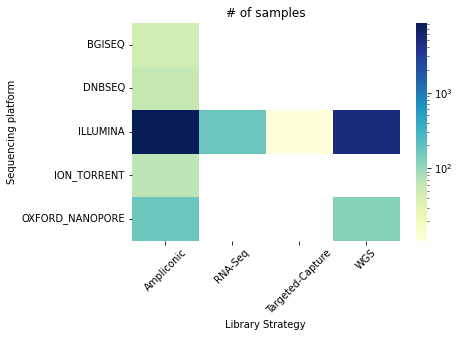 # of samples
Sequencing platform
BGISEQ
DNBSEQ
ILLUMINA
ION_TORRENT
OXFORD_NANOPORE
Ampliconic
RNA-Seq
Targeted-Capture
WGS
Library Strategy
10³
10²